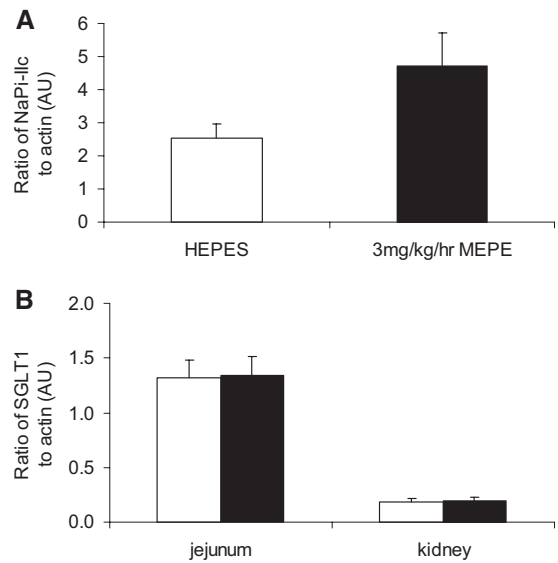 A
Ratio of NaPi-IIc
to actin (AU)
6
5
4
3
2
1
0
HEPES
3mg/kg/hr MEPE
B
Ratio of SGLT1
to actin (AU)
2.0
1.5
1.0
0.5
0.0
jejunum
kidney